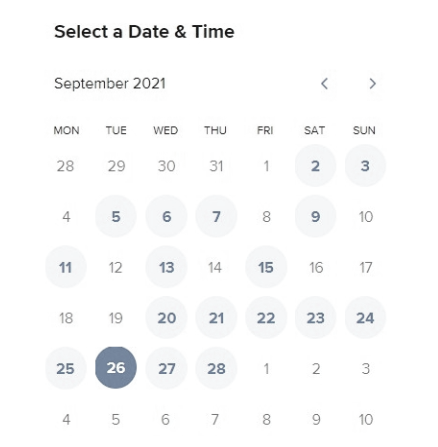 Select a Date & Time
September 2021
MON TUE WED THU FRI SAT SUN
28 29 30 31 1 2 3
4 5 6 7 8 9 10
11 12 13 14 15 16 17
18 19 20 21 22 23 24
25 26 27 28 1 2 3
4 5 6 7 8 9 10